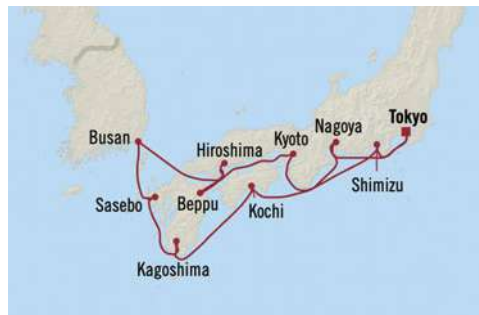 Tokyo
Nagoya
Kyoto
Hiroshima
Busan
Shimizu
Sasebo
Beppu
Kochi
Kagoshima